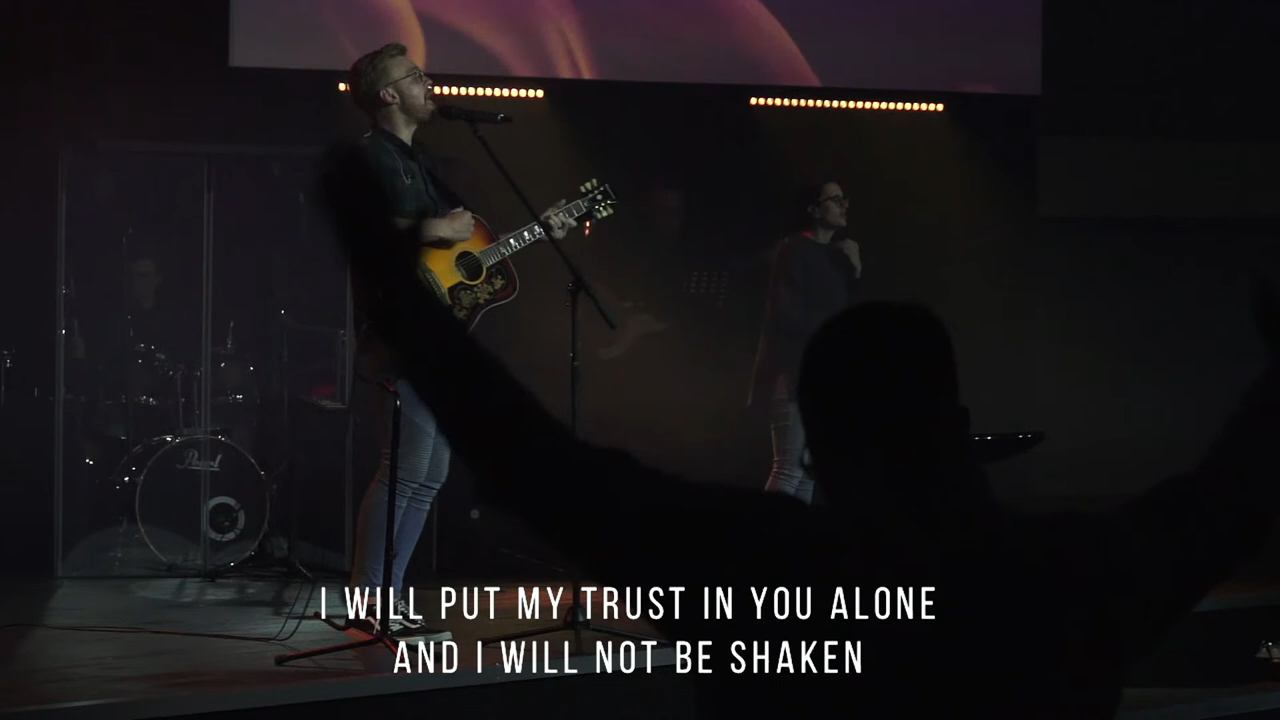 Pearl
I WILL PUT MY TRUST IN YOU ALONE
AND I WILL NOT BE SHAKEN